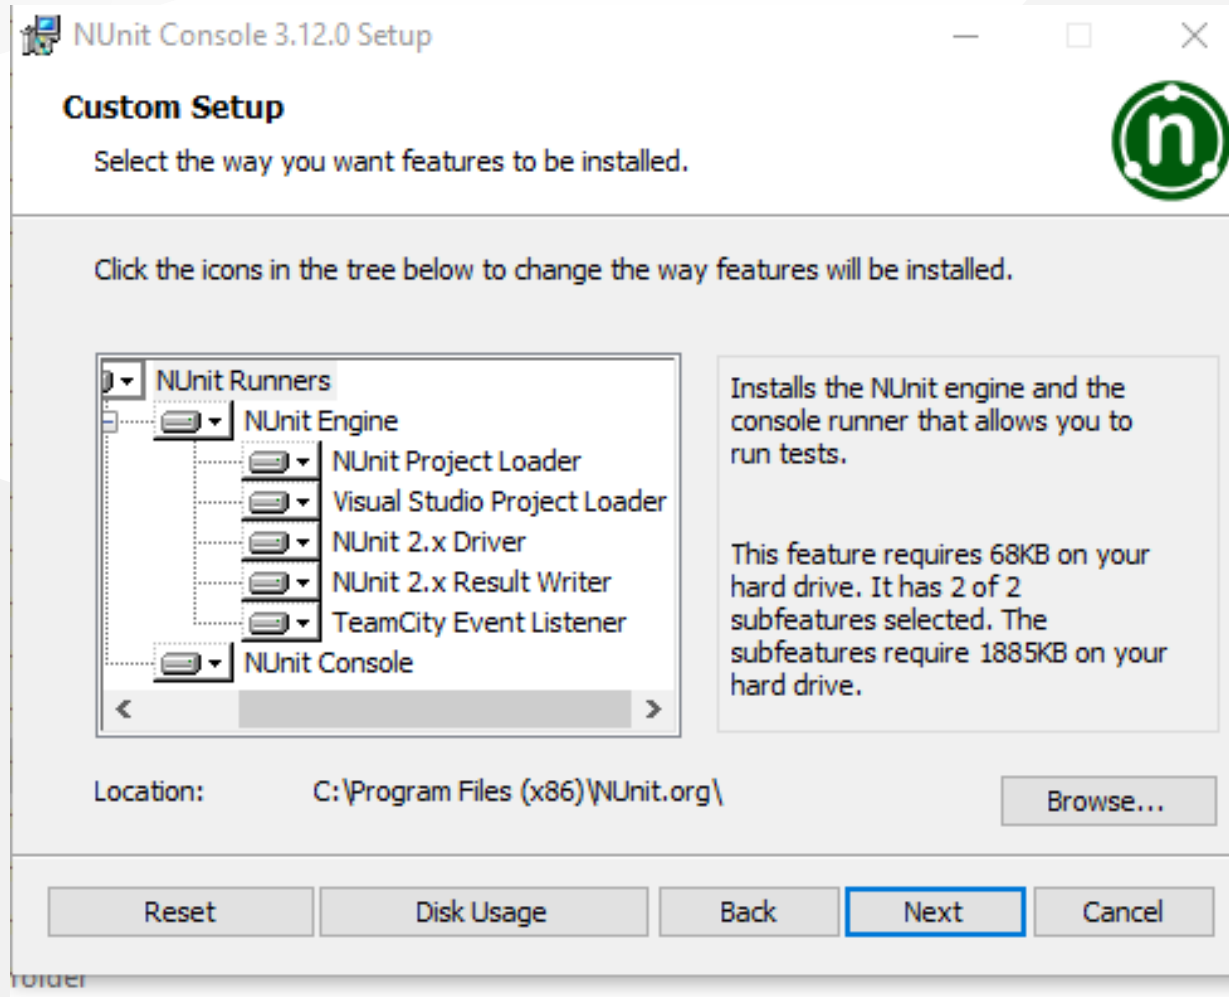 NUnit Console 3.12.0 Setup
Custom Setup
Select the way you want features to be installed.
n
Click the icons in the tree below to change the way features will be installed.
NUnit Runners
NUnit Engine
NUnit Project Loader
Visual Studio Project Loader
NUnit 2.x Driver
NUnit 2.x Result Writer
TeamCity Event Listener
NUnit Console
Installs the NUnit engine and the
console runner that allows you to
run tests.
This feature requires 68KB on your
hard drive. It has 2 of 2
subfeatures selected. The
subfeatures require 1885KB on your
hard drive.
Location: C:\Program Files (x86)\NUnit.org\
Browse...
Reset Disk Usage Back Next Cancel
folder